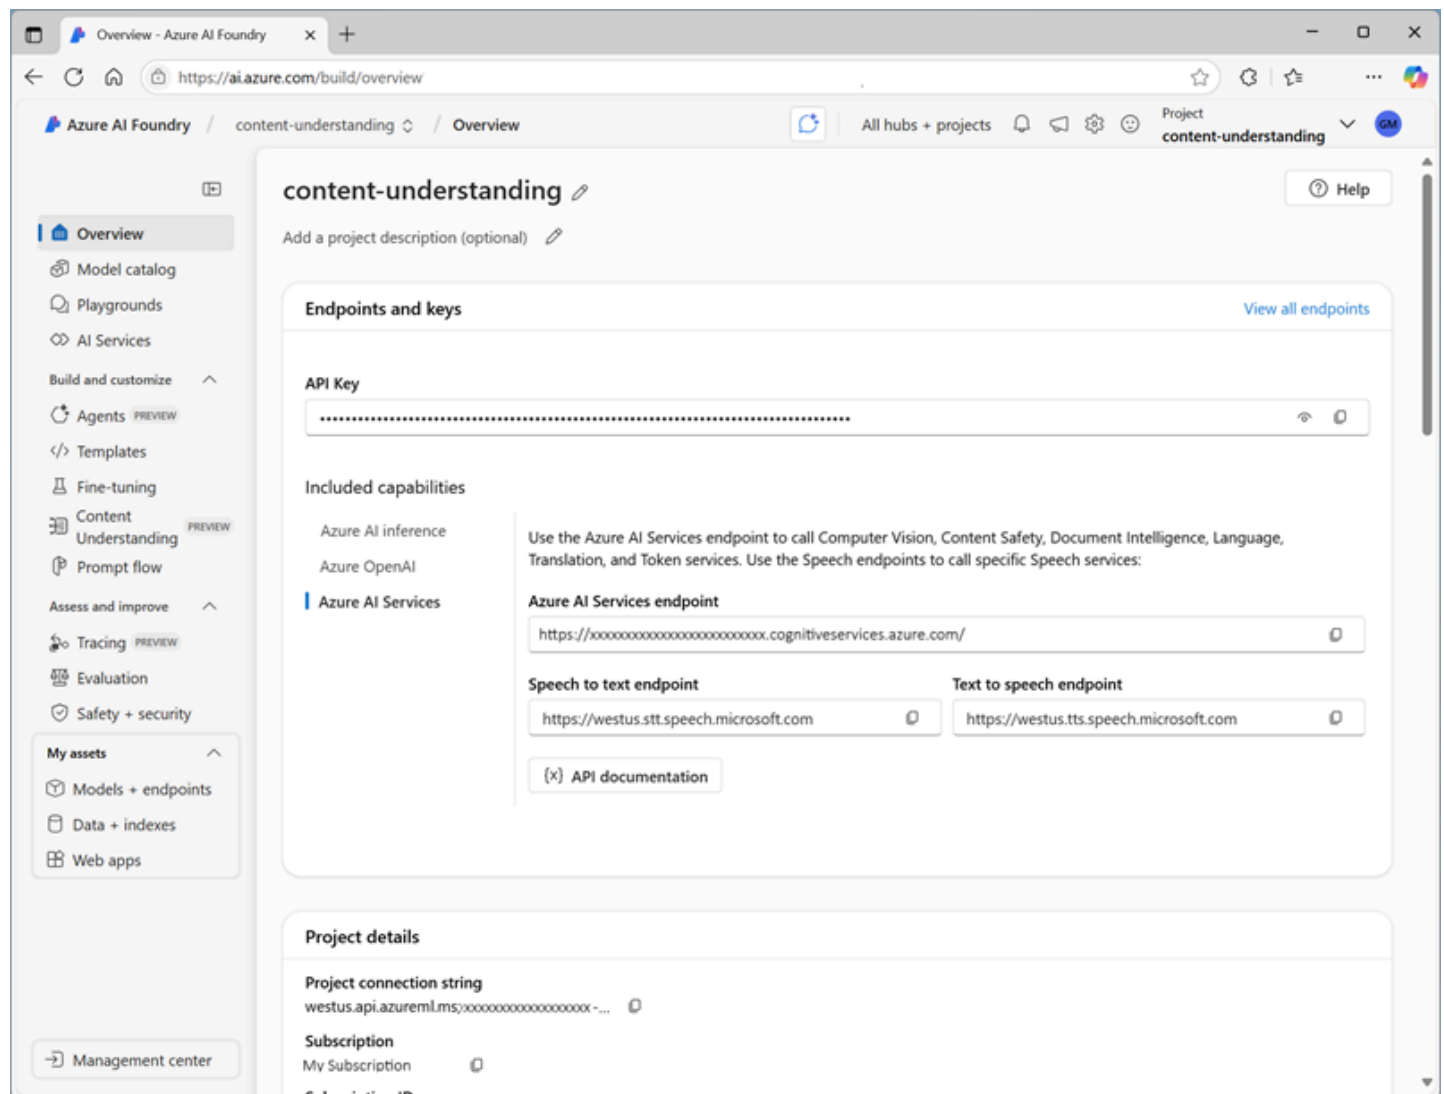 Overview - Azure AI Foundry
https://ai.azure.com/build/overview
Azure AI Foundry / content-understanding / Overview
All hubs + projects
Project
content-understanding
GM
content-understanding
Help
Add a project description (optional)
Overview
Model catalog
Playgrounds
AI Services
Build and customize
Agents PREVIEW
Templates
Fine-tuning
Content
Understanding PREVIEW
Prompt flow
Assess and improve
Tracing PREVIEW
Evaluation
Safety + security
My assets
Models + endpoints
Data + indexes
Web apps
Management center
Endpoints and keys
View all endpoints
API Key
Included capabilities
Azure AI inference
Azure OpenAI
Azure AI Services
Use the Azure AI Services endpoint to call Computer Vision, Content Safety, Document Intelligence, Language,
Translation, and Token services. Use the Speech endpoints to call specific Speech services:
Azure AI Services endpoint
https://xxxxxxxxxxxxxxxxxxxxxxxxx.cognitiveservices.azure.com/
Speech to text endpoint
https://westus.stt.speech.microsoft.com
Text to speech endpoint
https://westus.tts.speech.microsoft.com
{x} API documentation
Project details
Project connection string
westus.api.azureml.ms;xxxxxxxxxxxxxxxxxxx-...
Subscription
My Subscription